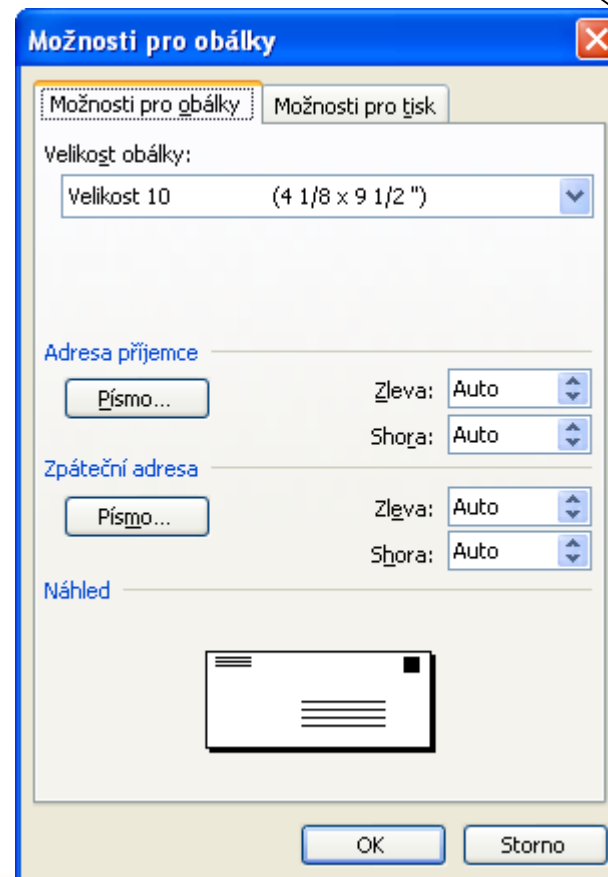 Možnosti pro obálky
Možnosti pro obálky Možnosti pro tisk
Velikost obálky:
Velikost 10 (4 1/8 x 9 1/2 ")
Adresa příjemce
Písmo... Zleva: Auto
Shora: Auto
Zpáteční adresa
Písmo... Zleva: Auto
Shora: Auto
Náhled
OK Storno